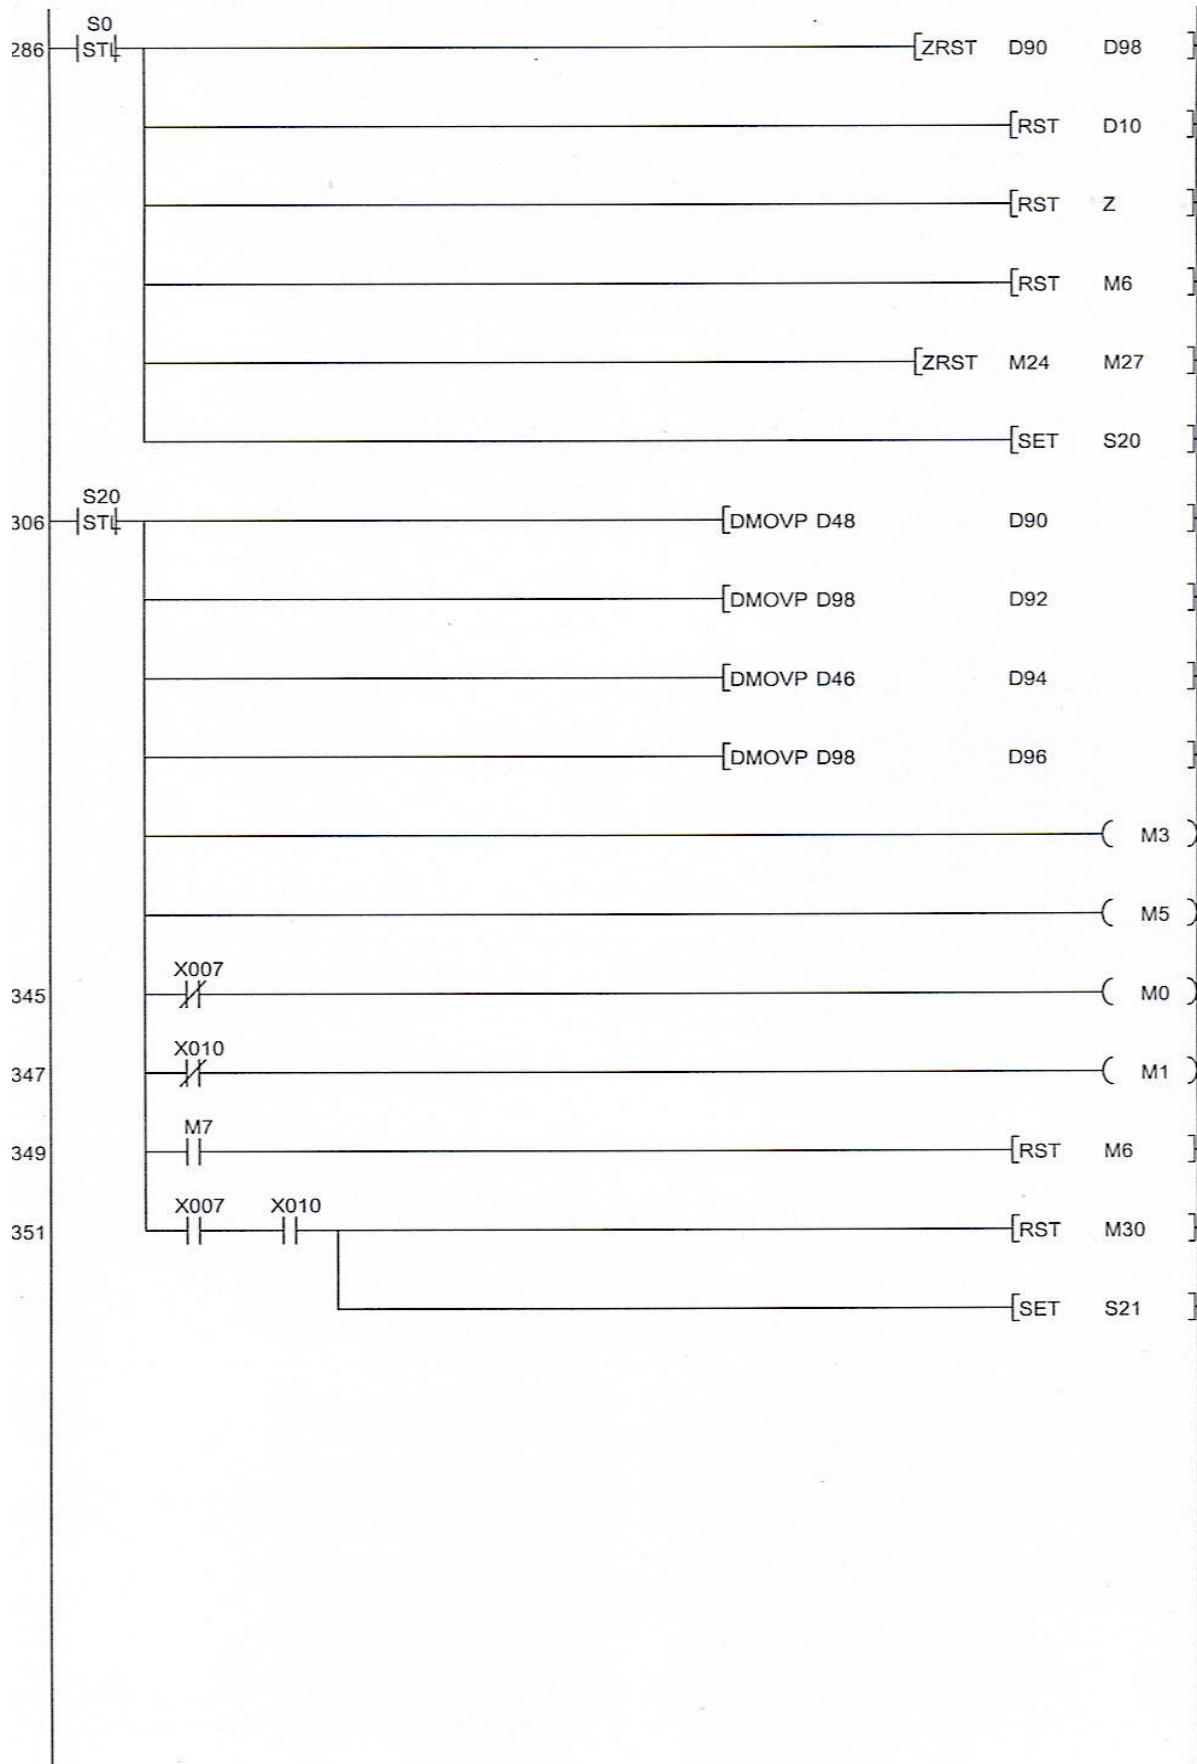 S0
286 STL [ZRST D90 D98 ]
[RST D10 ]
[RST Z ]
[RST M6 ]
[ZRST M24 M27 ]
[SET S20 ]
S20
306 STL [DMOVP D48 D90 ]
[DMOVP D98 D92 ]
[DMOVP D46 D94 ]
[DMOVP D98 D96 ]
( M3 )
( M5 )
X007
345 ( M0 )
X010
347 ( M1 )
M7
349 [RST M6 ]
X007 X010
351 [RST M30 ]
[SET S21 ]